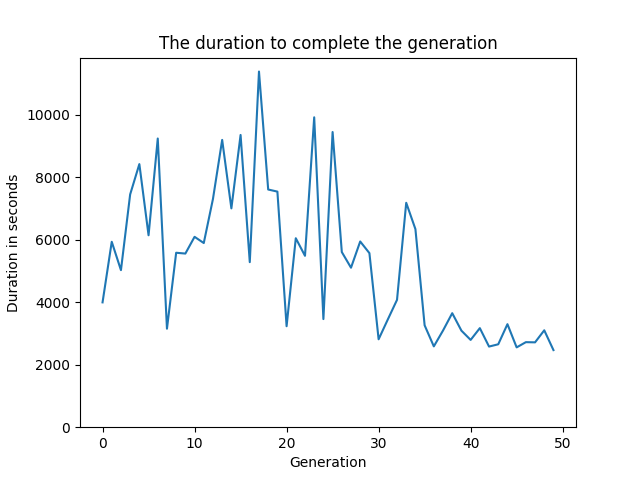 The duration to complete the generation
10000
8000
6000
4000
2000
0
Duration in seconds
0 10 20 30 40 50
Generation